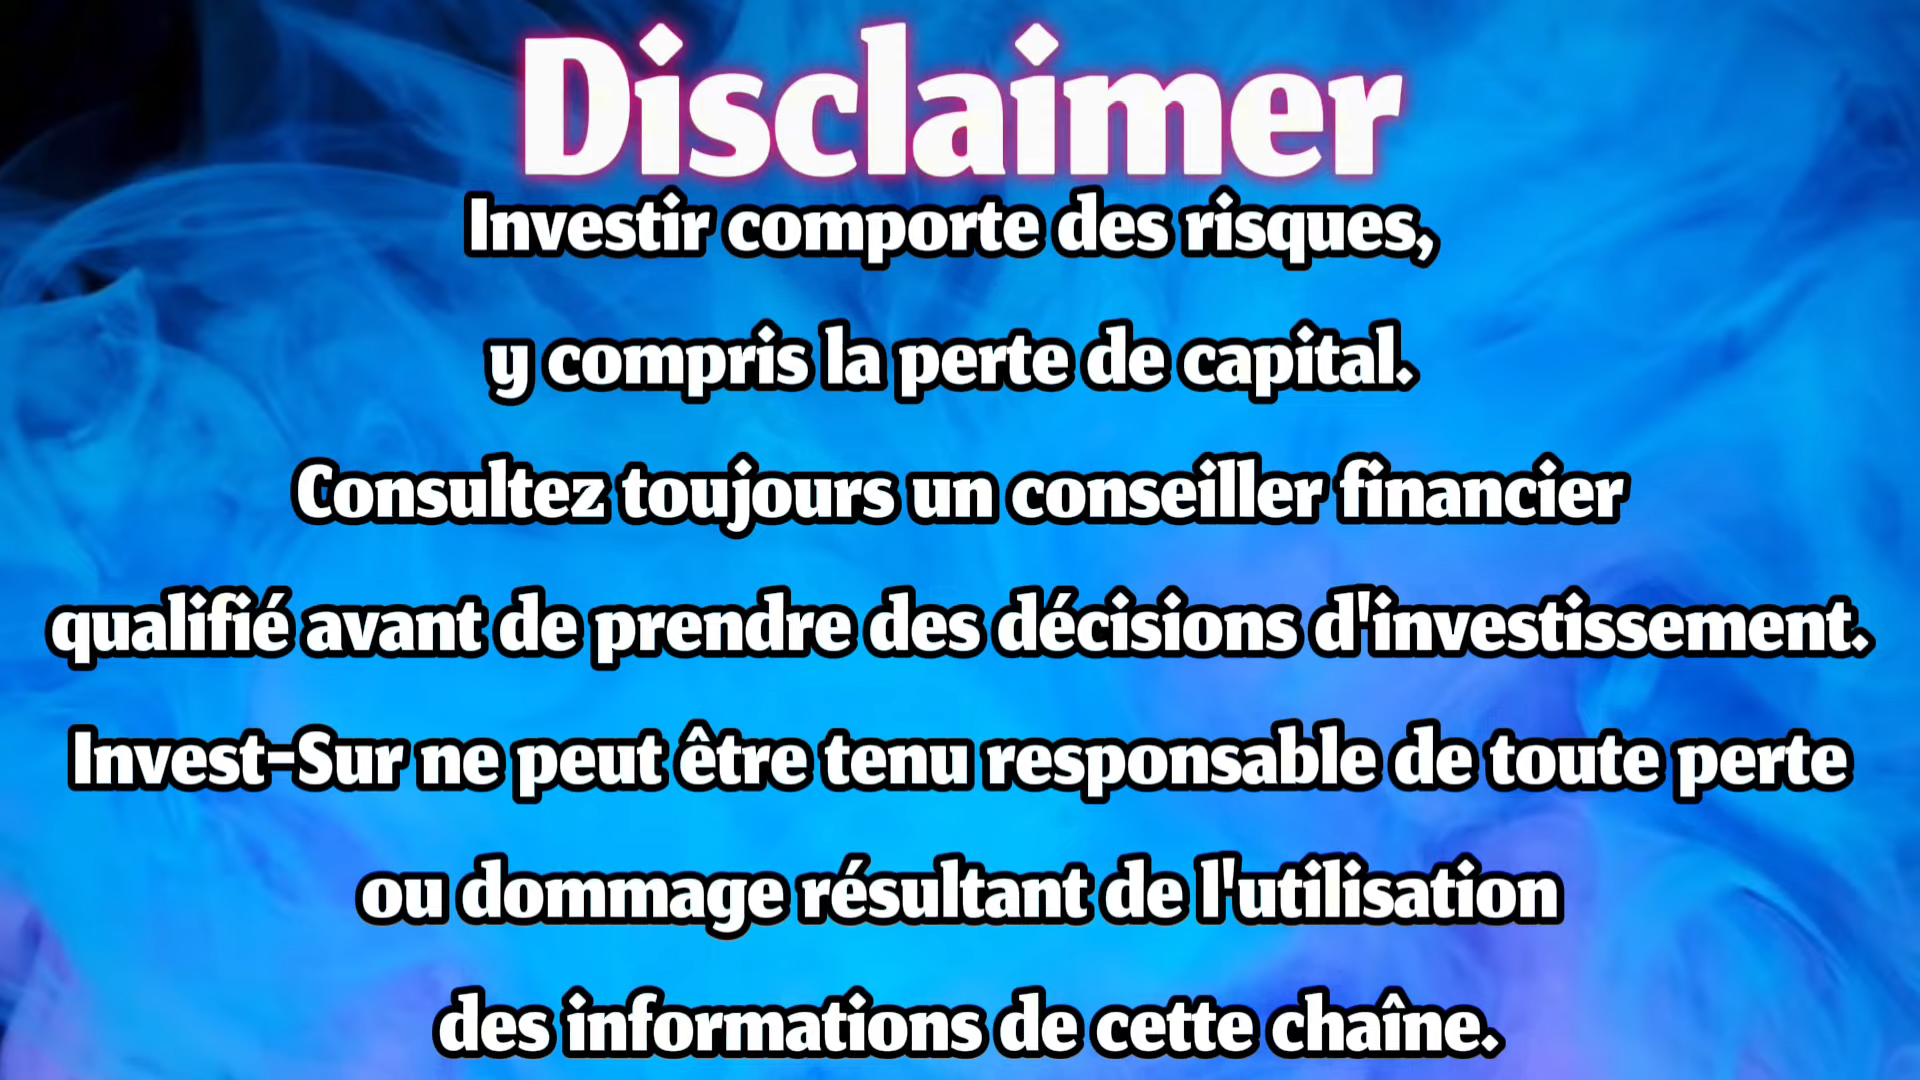 Disclaimer
Investir comporte des risques,
y compris la perte de capital.
Consultez toujours un conseiller financier
qualifié avant de prendre des décisions d'investissement.
Invest-Sur ne peut être tenu responsable de toute perte
ou dommage résultant de l'utilisation
des informations de cette chaîne.